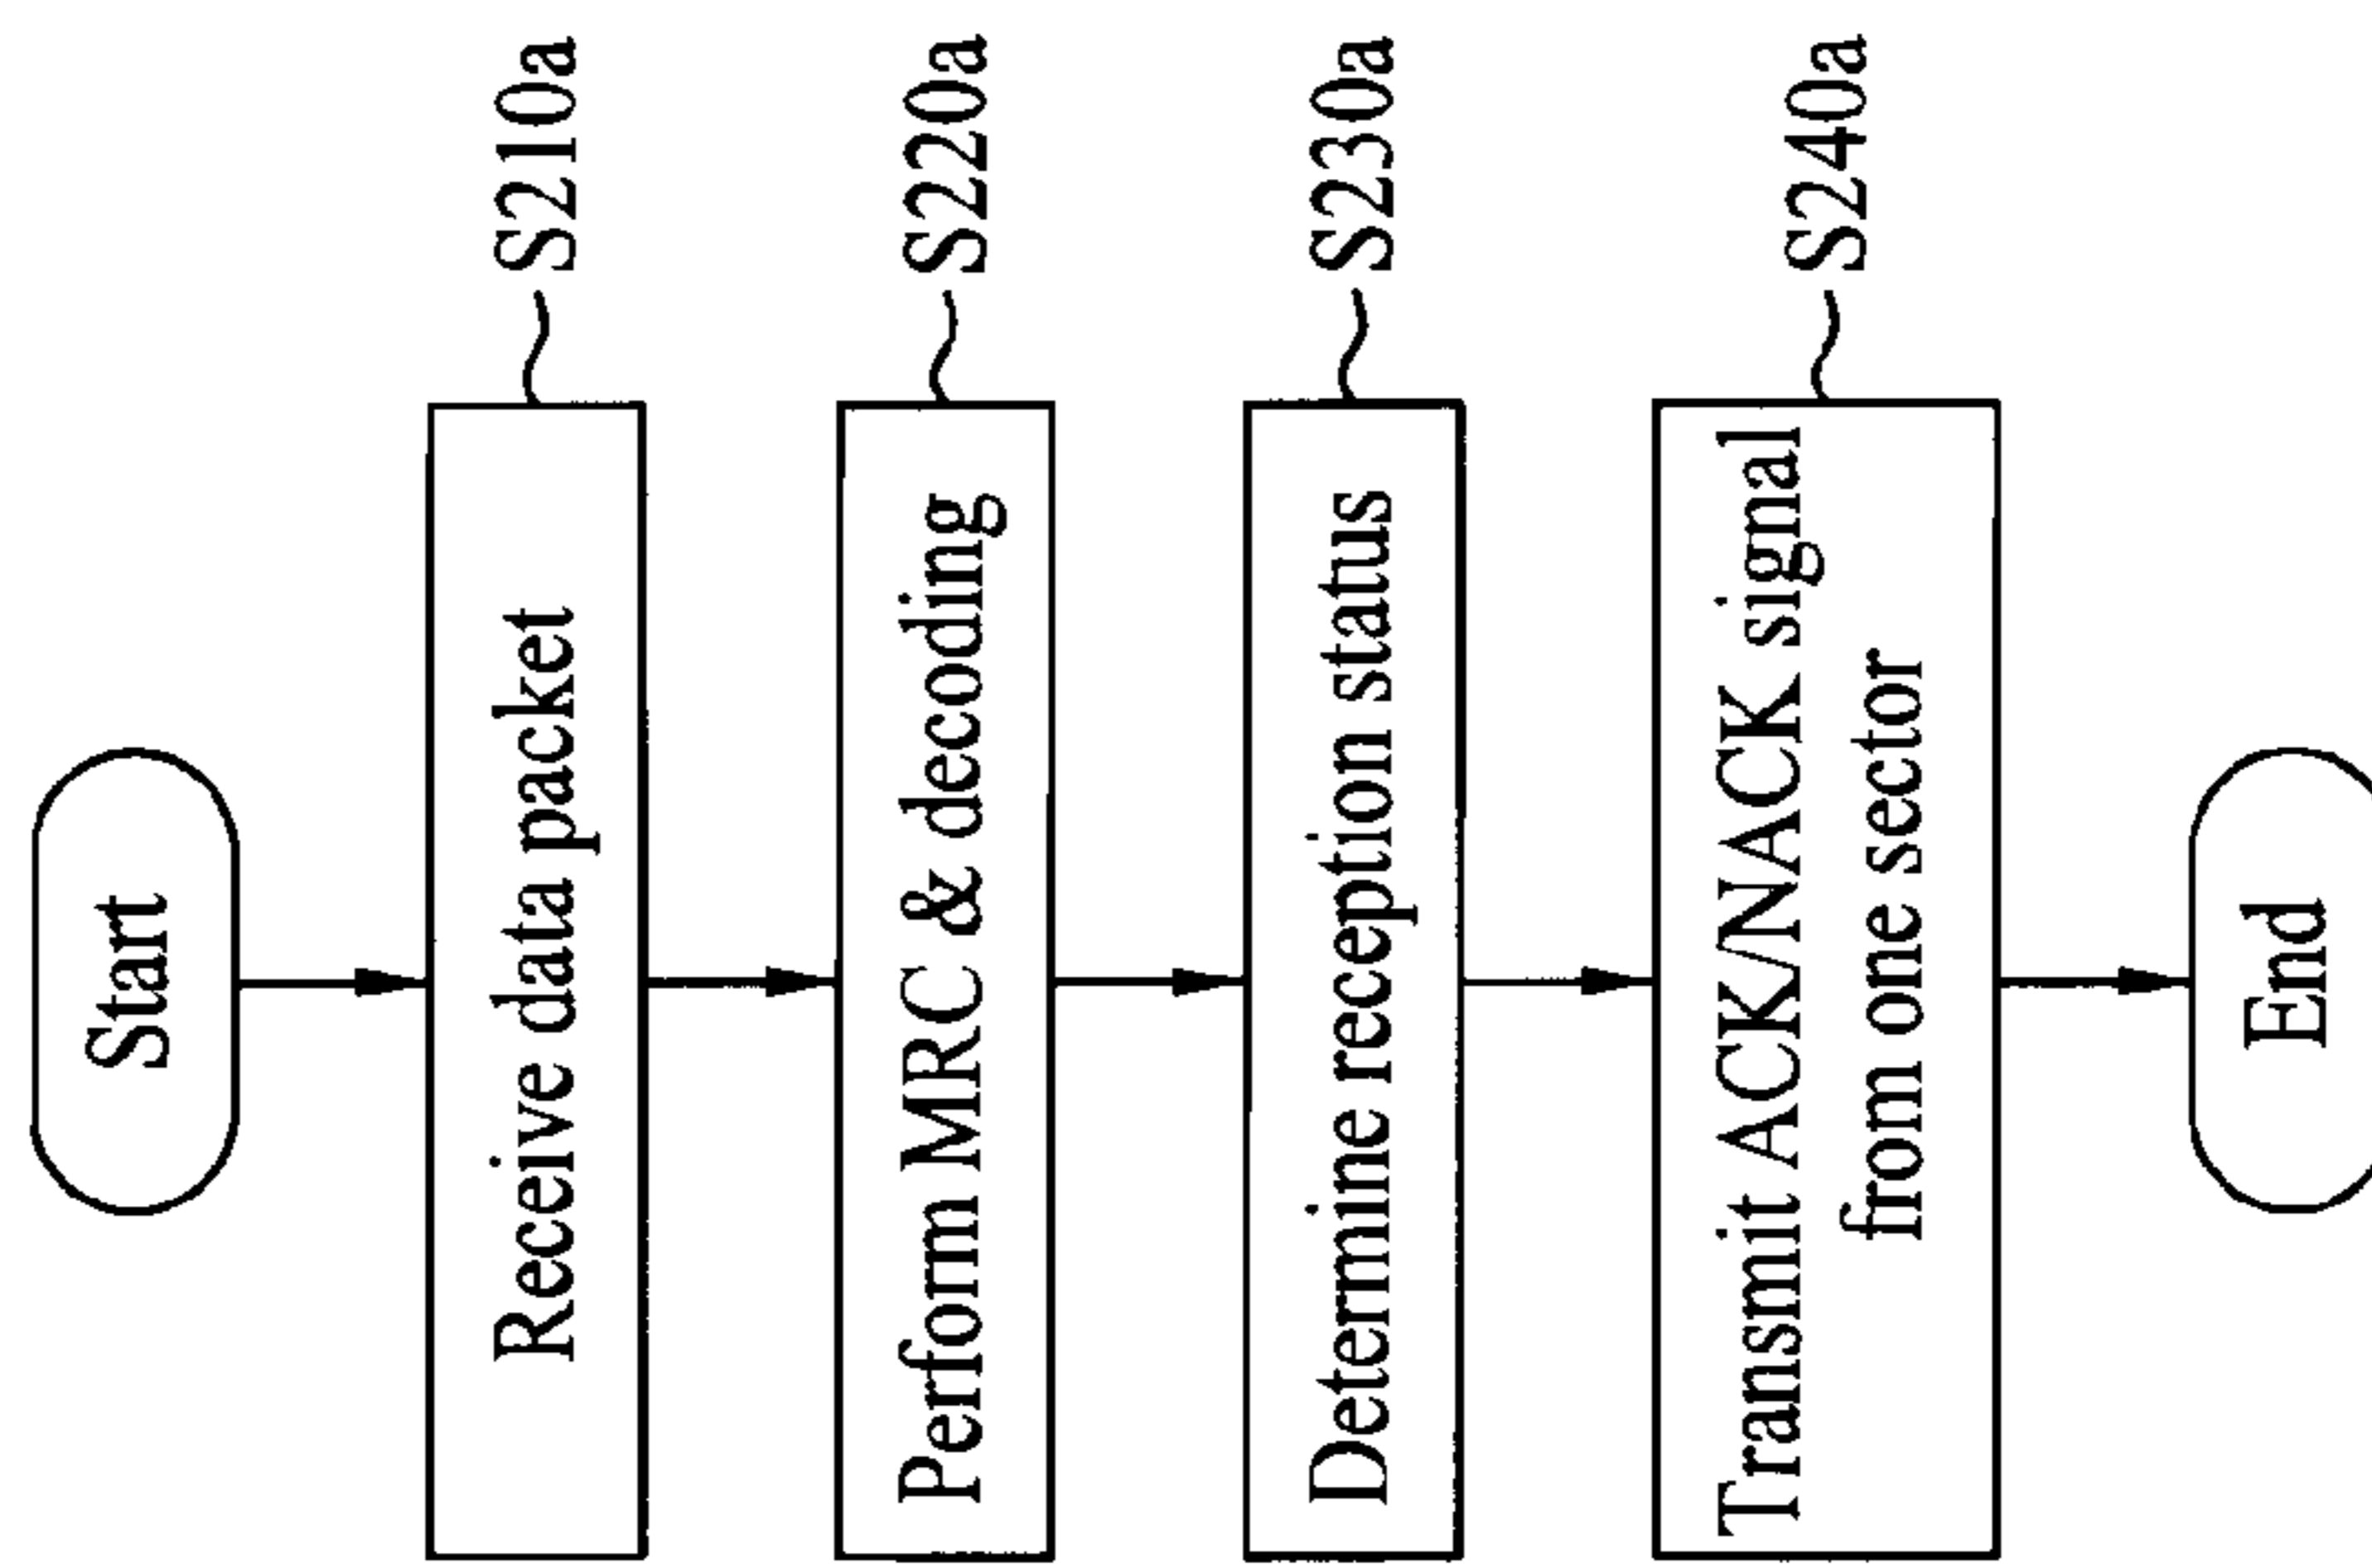 Start
Receive data packet
S210a
Perform MRC & decoding
S220a
Determine reception status
S230a
Transmit ACK/NACK signal
from one sector
S240a
End